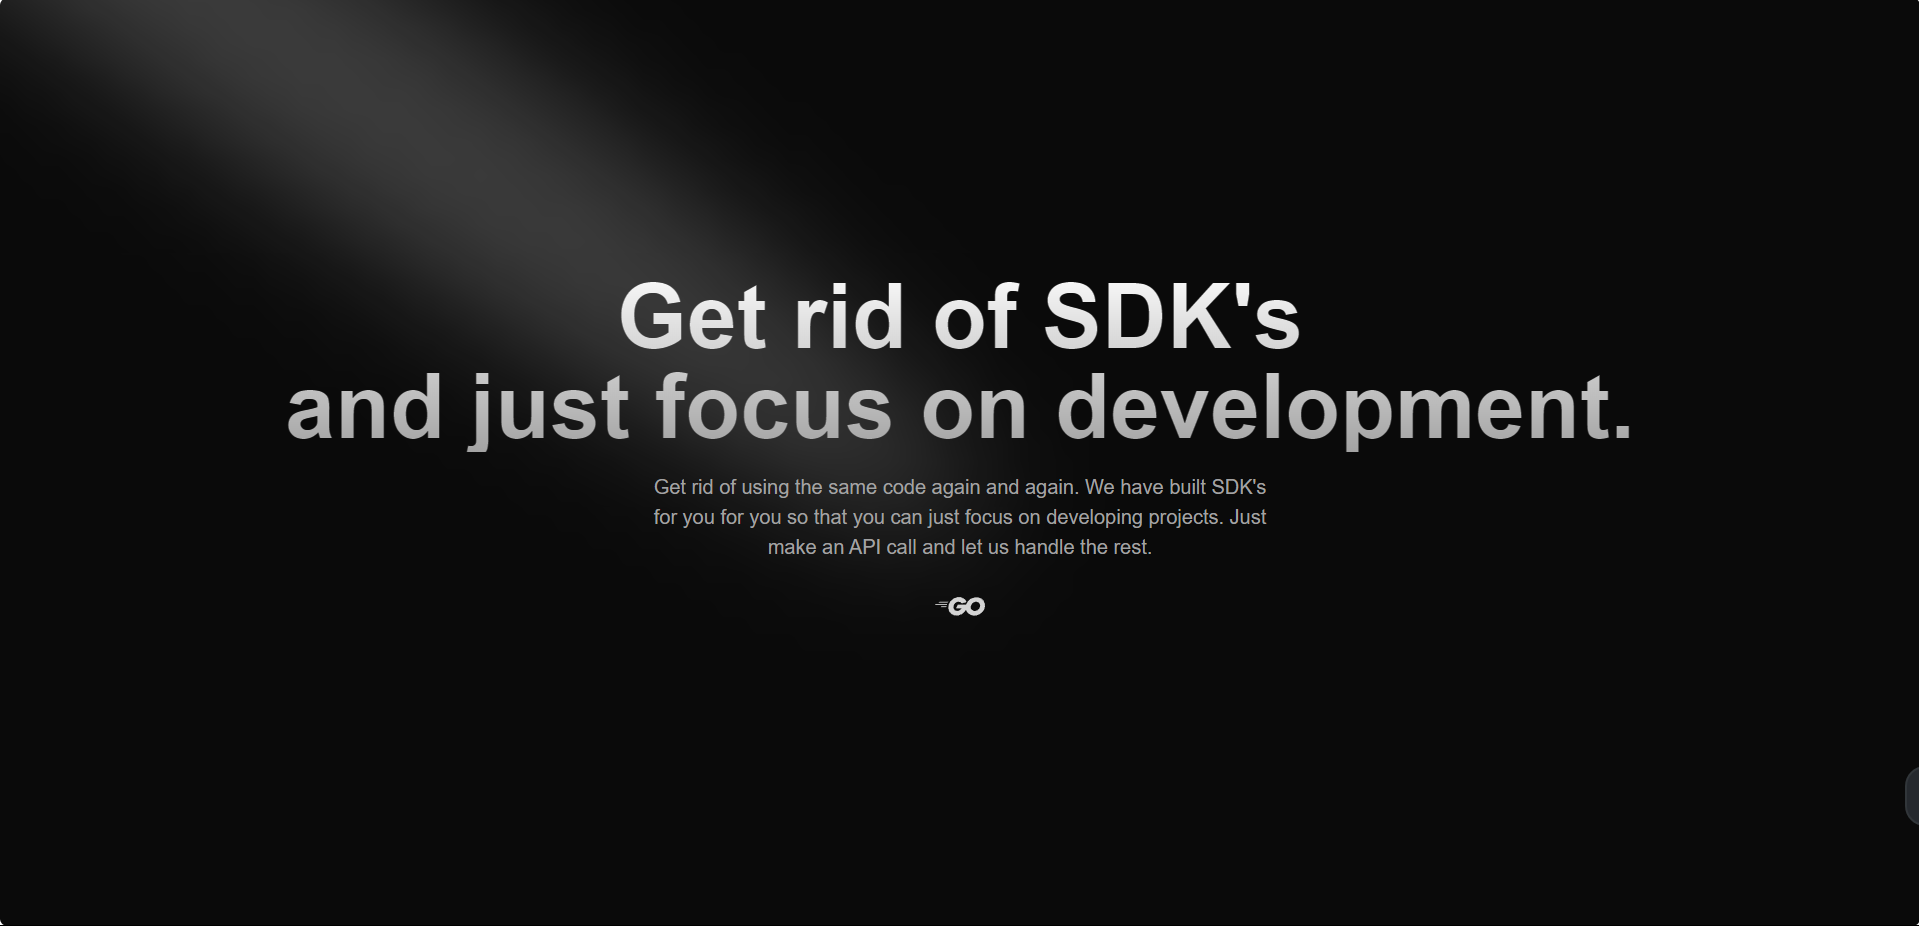 Get rid of SDK's
and just focus on development.
Get rid of using the same code again and again. We have built SDK's
for you for you so that you can just focus on developing projects. Just
make an API call and let us handle the rest.
GO